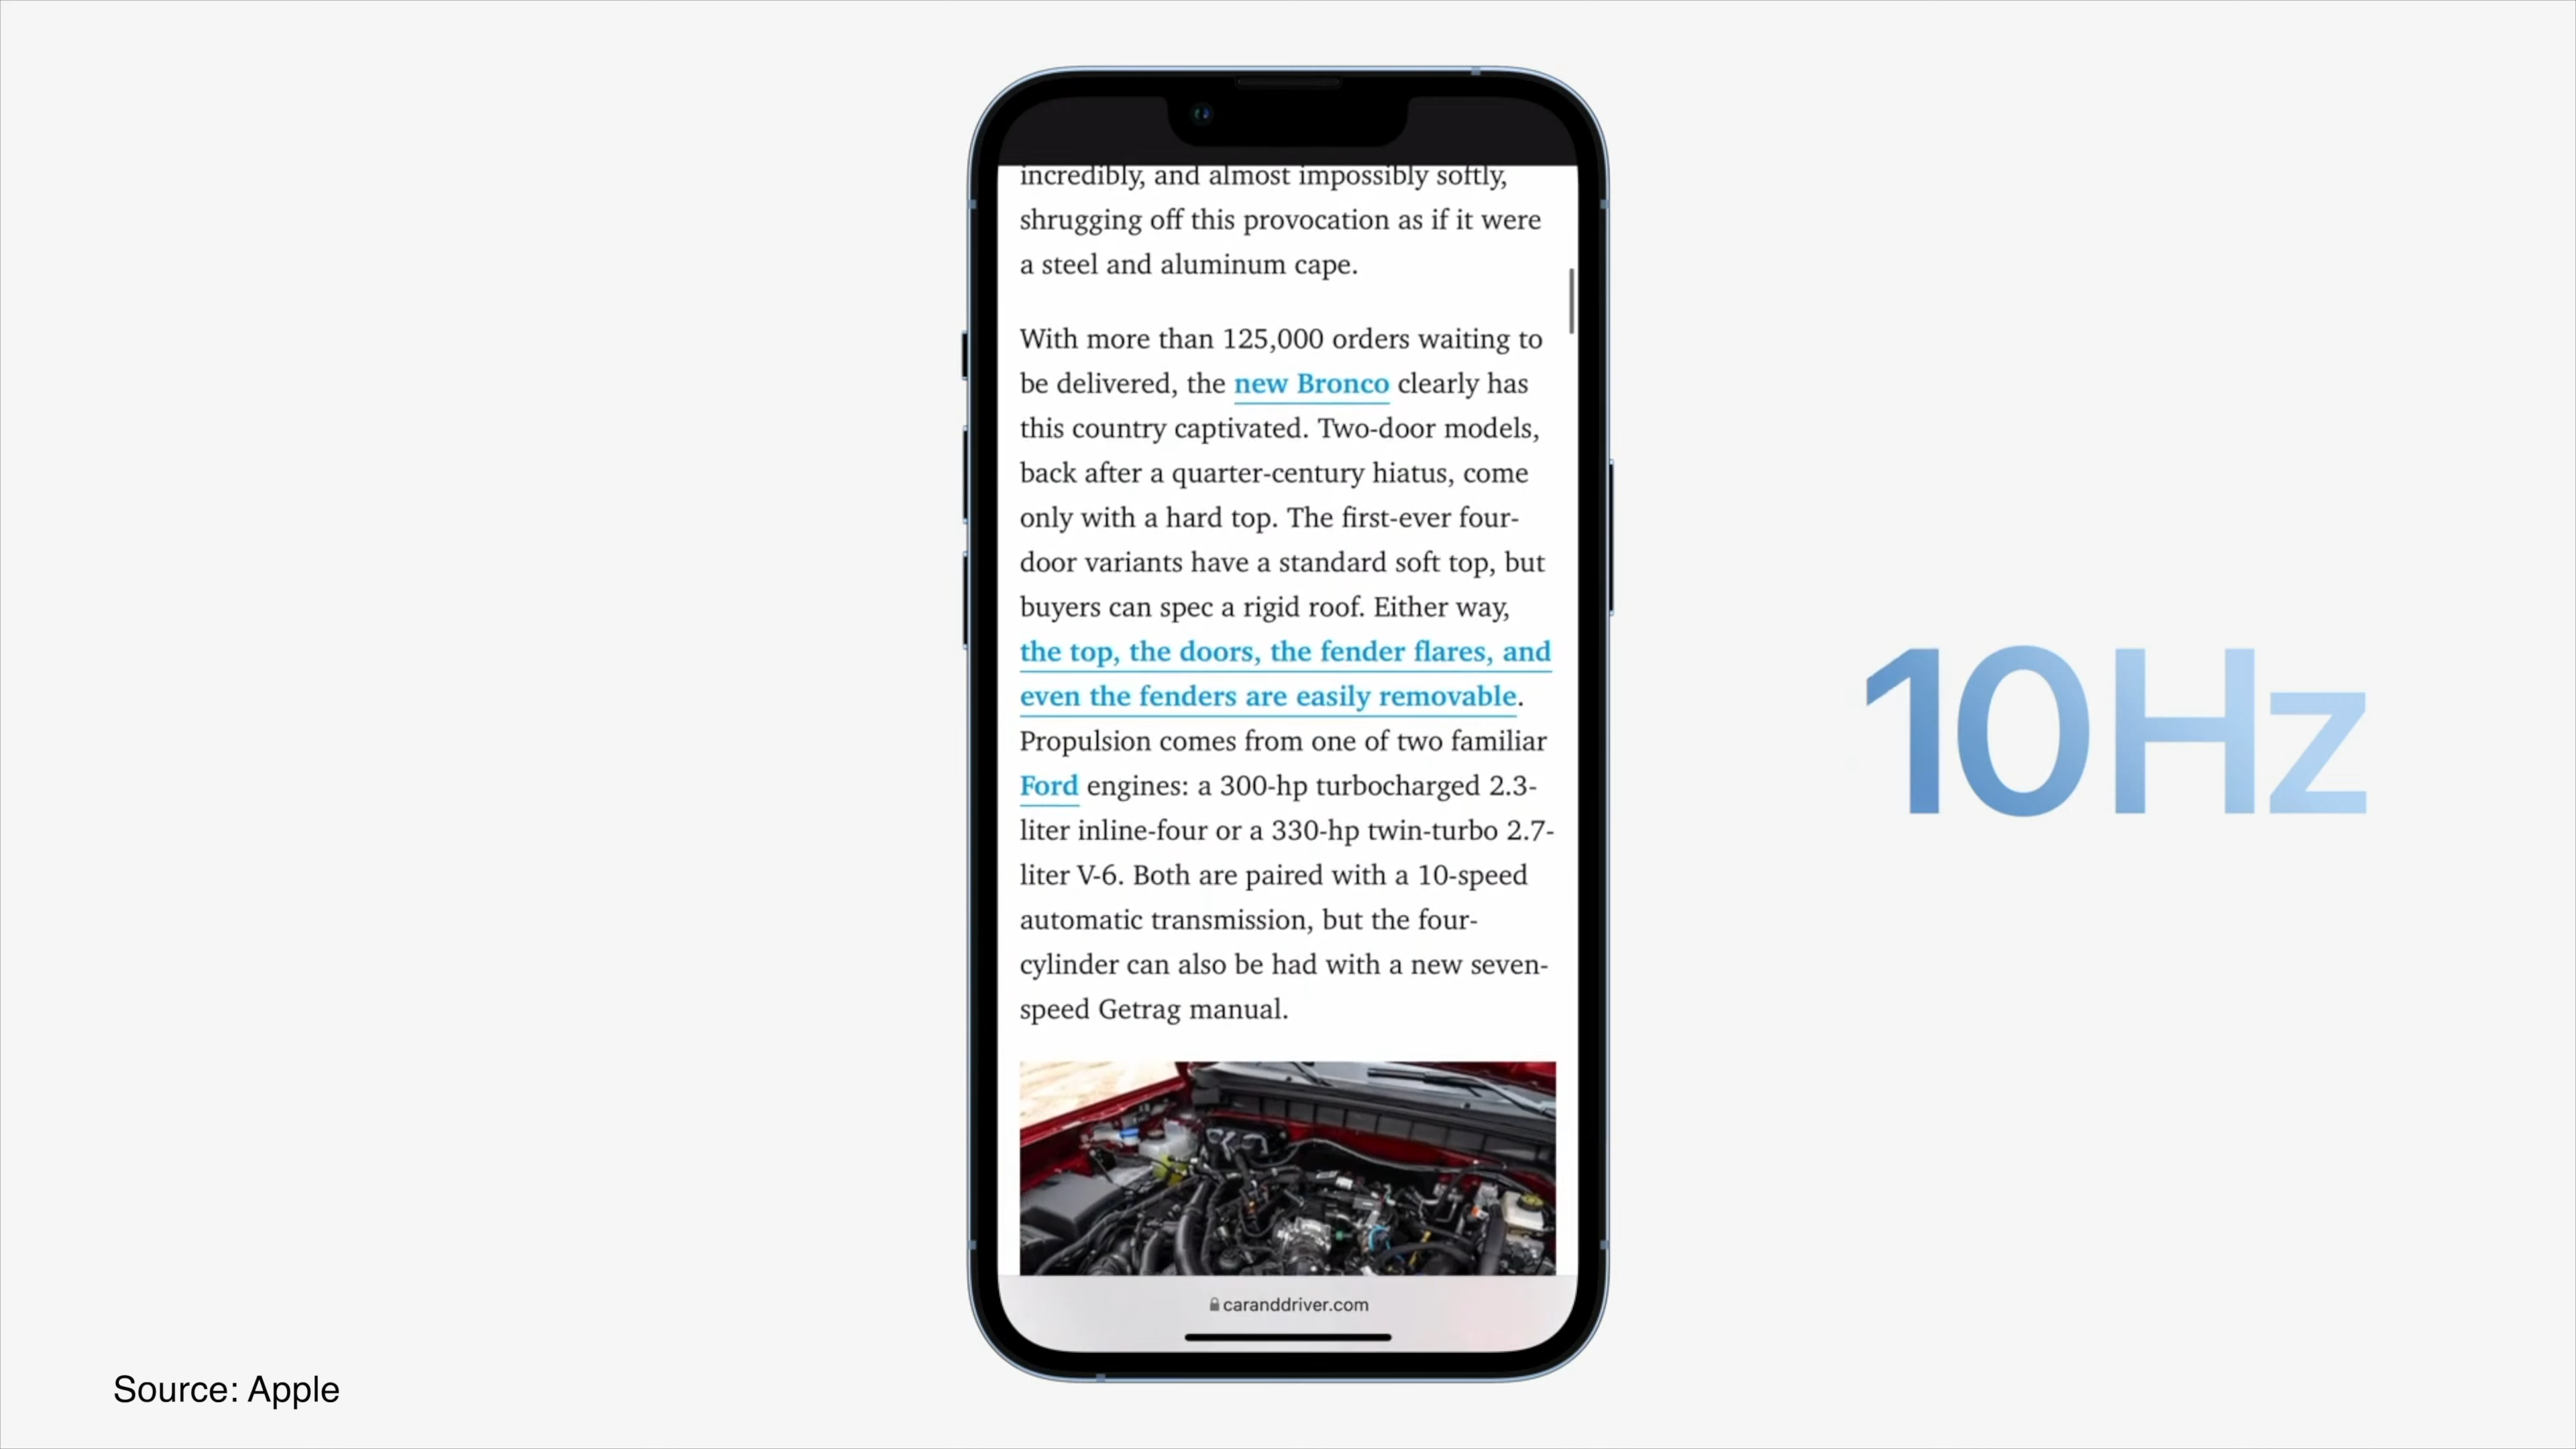 incredibly, and almost impossibly softly,
shrugging off this provocation as if it were
a steel and aluminum cape.
With more than 125,000 orders waiting to
be delivered, the new Bronco clearly has
this country captivated. Two-door models,
back after a quarter-century hiatus, come
only with a hard top. The first-ever four-
door variants have a standard soft top, but
buyers can spec a rigid roof. Either way,
the top, the doors, the fender flares, and
even the fenders are easily removable.
Propulsion comes from one of two familiar
Ford engines: a 300-hp turbocharged 2.3-
liter inline-four or a 330-hp twin-turbo 2.7-
liter V-6. Both are paired with a 10-speed
automatic transmission, but the four-
cylinder can also be had with a new seven-
speed Getrag manual.
caranddriver.com
10Hz
Source: Apple